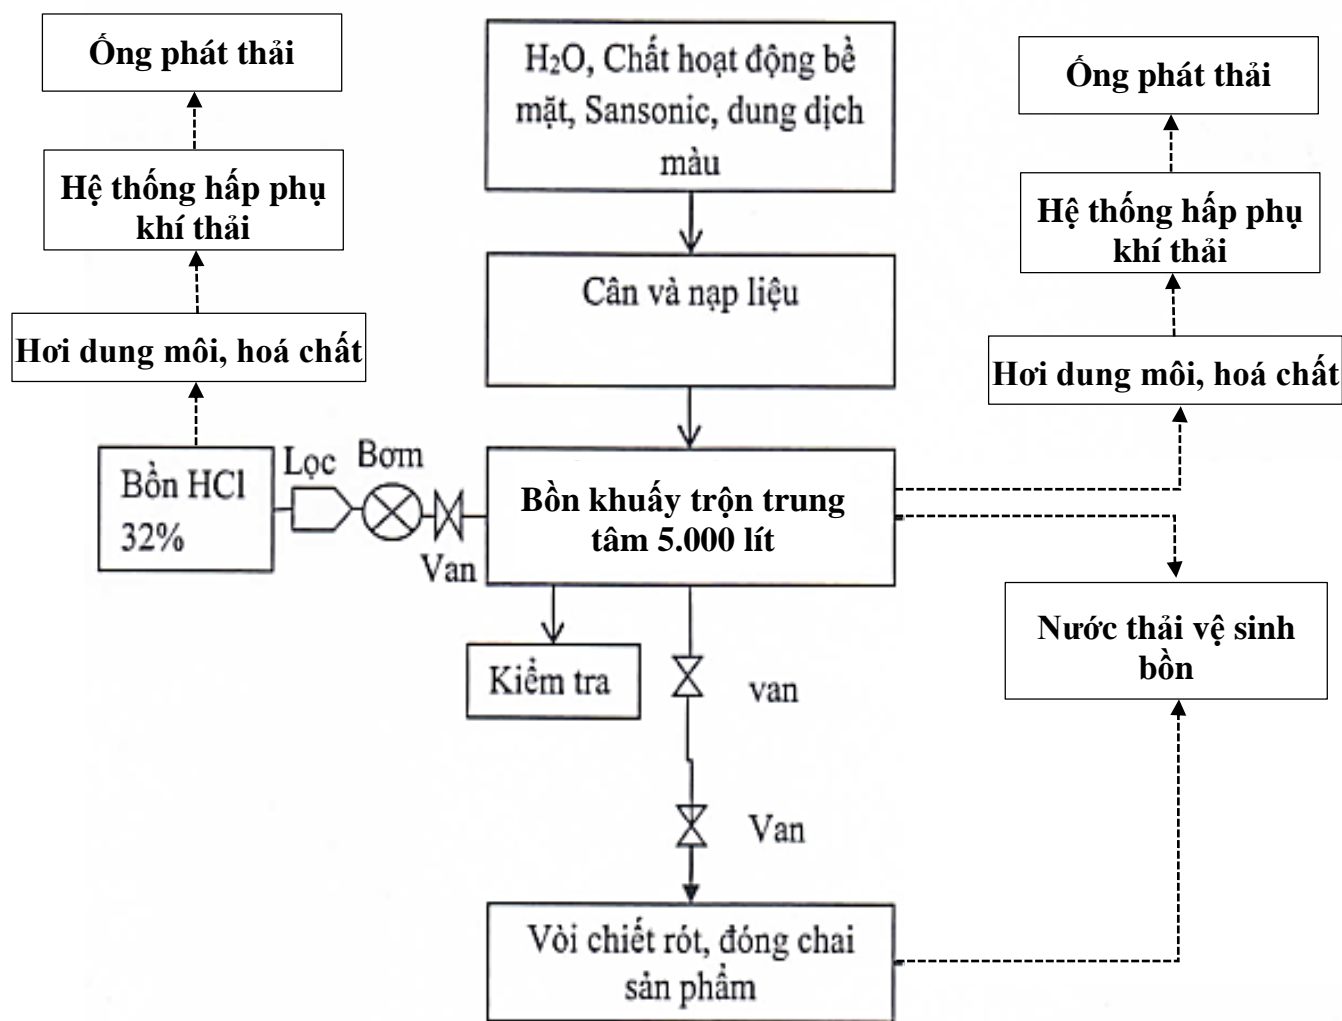 Ống phát thải
Hệ thống hấp phụ
khí thải
Hơi dung môi, hoá chất
H₂O, Chất hoạt động bề
mặt, Sansonic, dung dịch
màu
Cân và nạp liệu
Ống phát thải
Hệ thống hấp phụ
khí thải
Hơi dung môi, hoá chất
Bồn HCl
32%
Lọc
Bơm
Van
Bồn khuấy trộn trung
tâm 5.000 lít
Kiểm tra
van
Van
Nước thải vệ sinh
bồn
Vòi chiết rót, đóng chai
sản phẩm